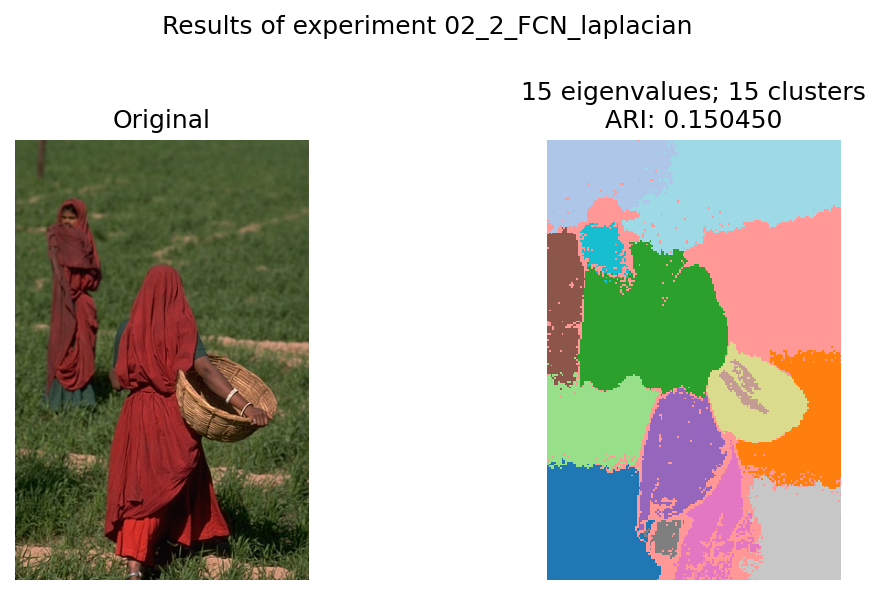 Results of experiment 02_2_FCN_laplacian
Original
15 eigenvalues; 15 clusters
ARI: 0.150450